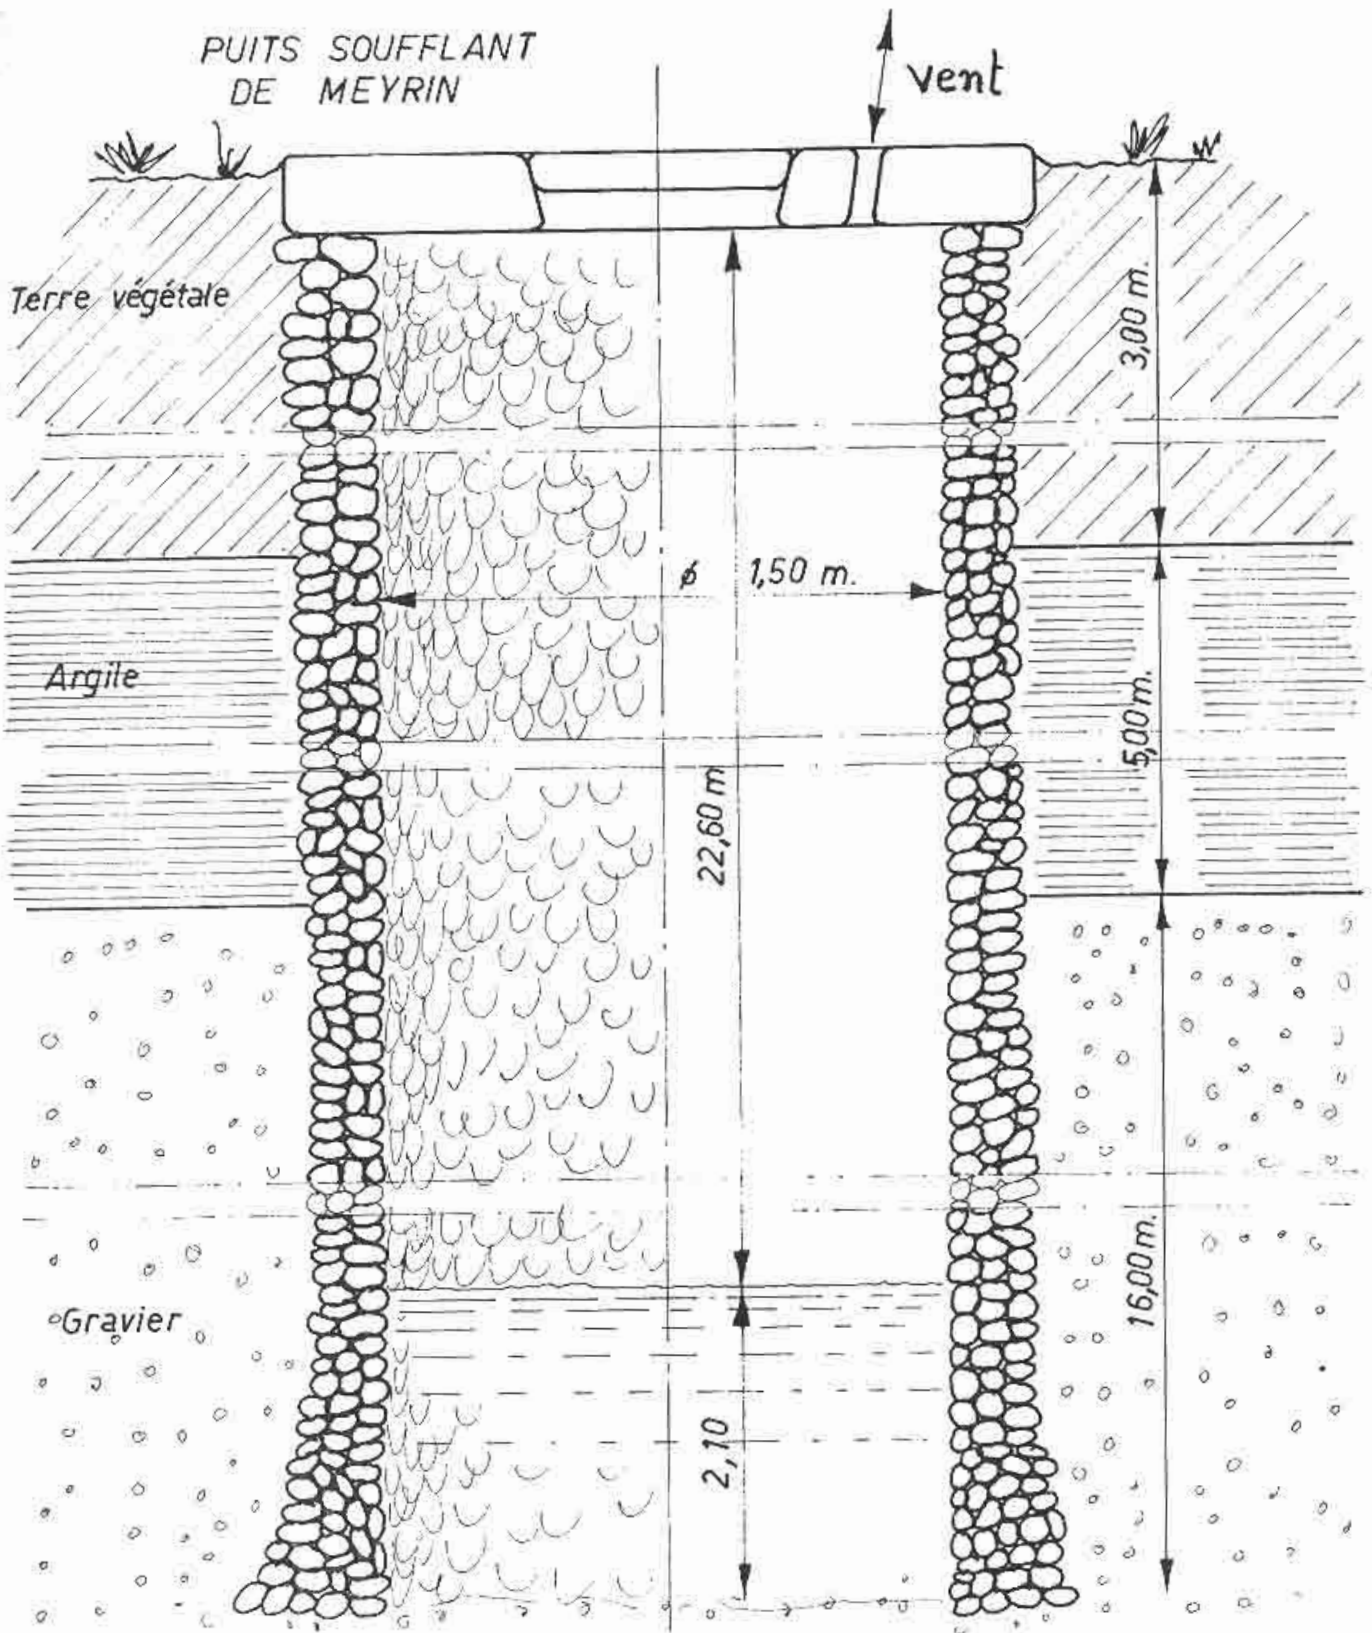 PUITS SOUFFLANT
DE MEYRIN
vent
Terre végétale
3,00 m.
ø 1,50 m.
Argile
5,00 m.
22,60 m
Gravier
16,00 m.
2,10